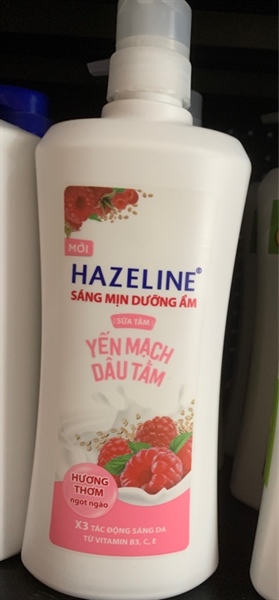 MỚI
HAZELINE®
SÁNG MỊN DƯỠNG ẨM
SỮA TẮM
YẾN MẠCH
DÂU TẰM
HƯƠNG
THƠM
ngọt ngào
X3 TÁC ĐỘNG SÁNG DA
TỪ VITAMIN B3, C, E